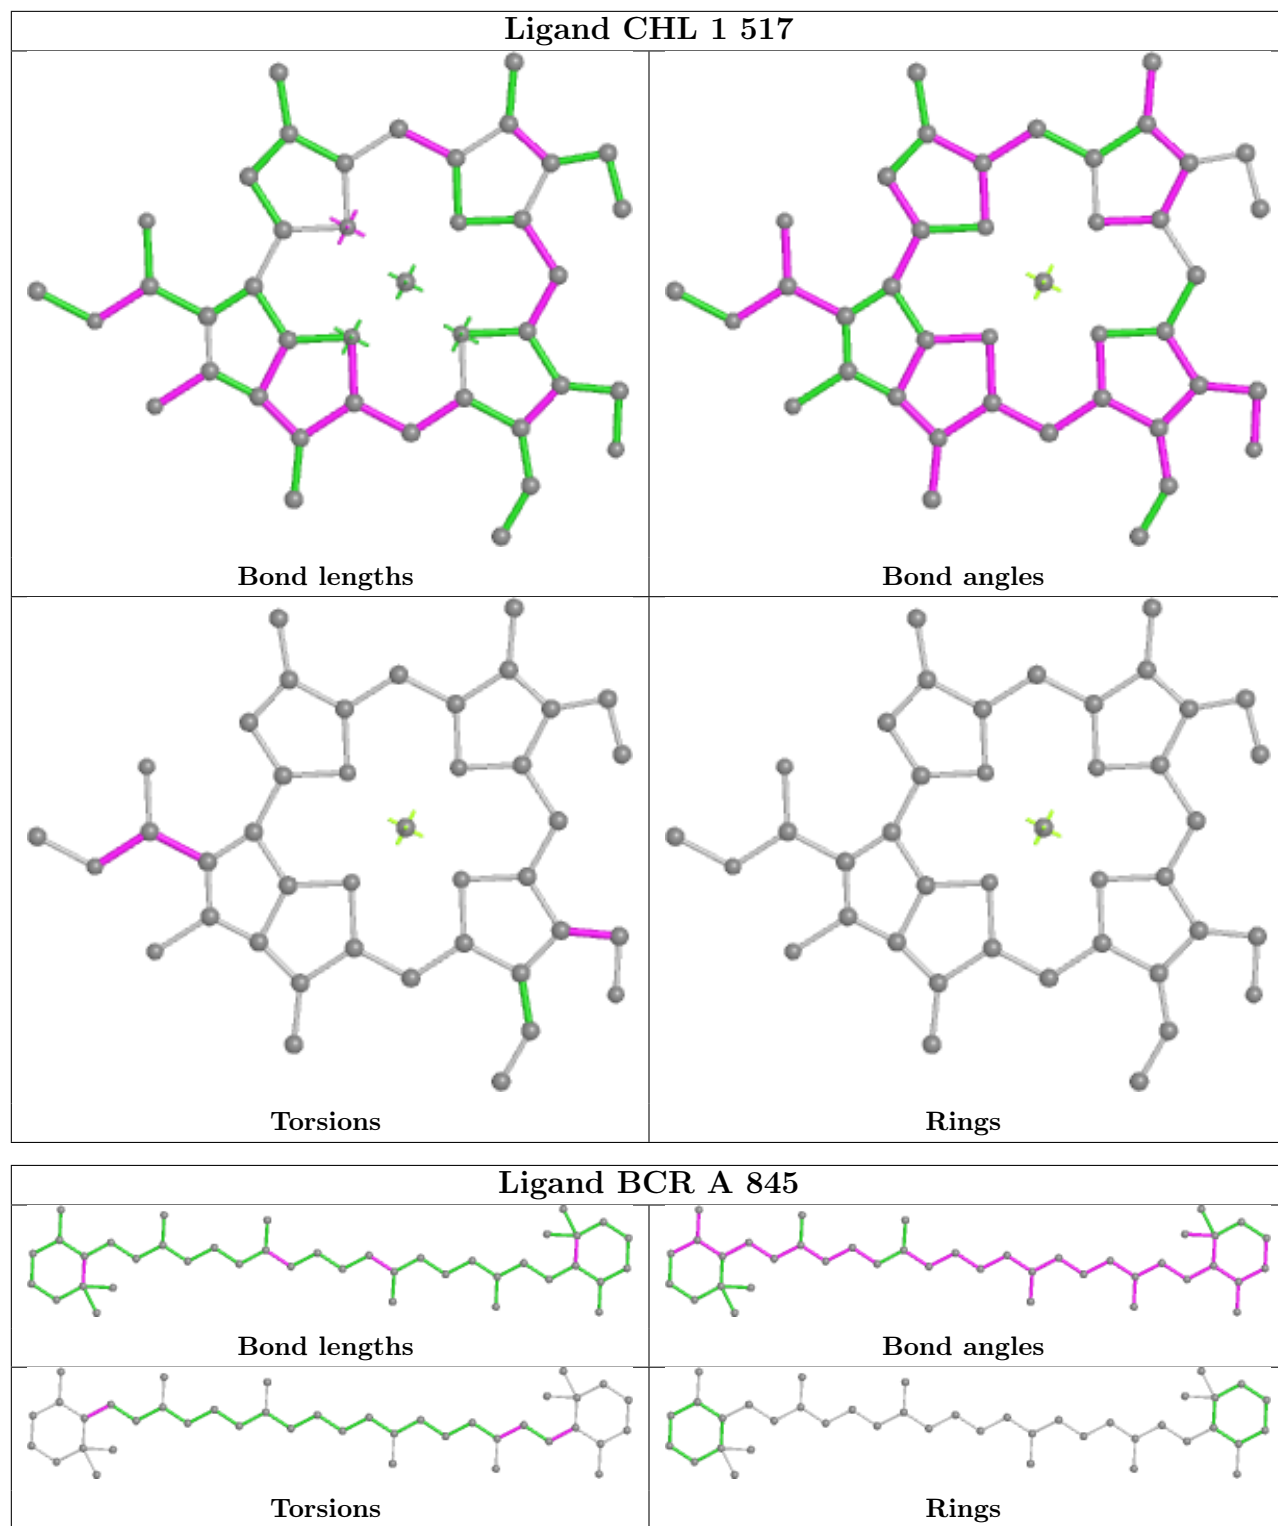 Ligand CHL 1 517
Bond lengths
Bond angles
Torsions
Rings
Ligand BCR A 845
Bond lengths
Bond angles
Torsions
Rings